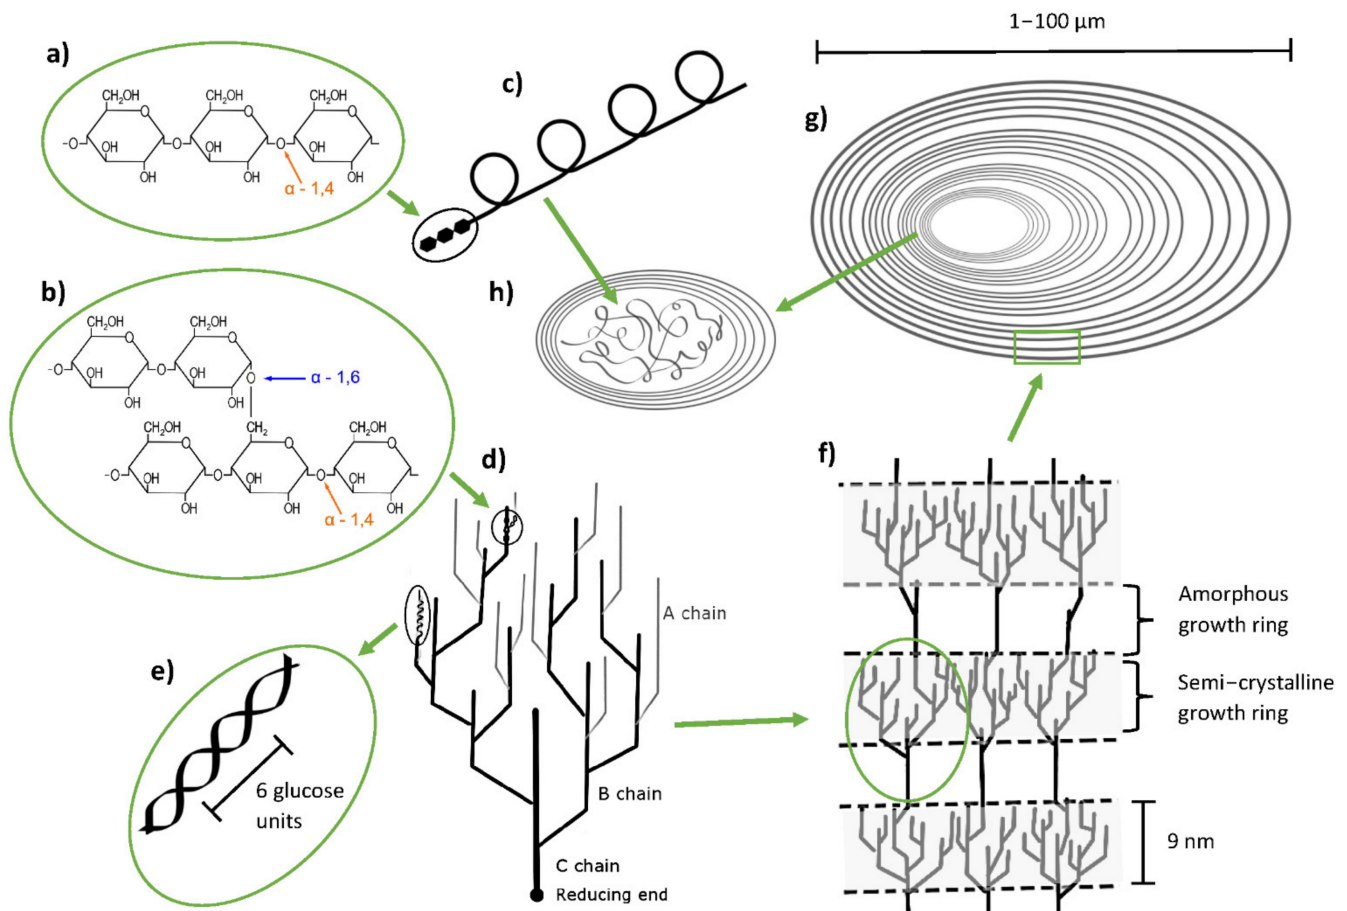 a)
CH₂OH CH₂OH CH₂OH
O O O
-O OH O OH O OH
OH OH OH
α - 1,4
c)
1–100 µm
g)
b)
CH₂OH CH₂OH
O O
-O OH O OH O
α - 1,6
OH OH
CH₂OH CH₂ CH₂OH
O O O
-O OH O OH O OH
OH OH OH
α - 1,4
h)
d)
A chain
B chain
C chain
Reducing end
e)
6 glucose
units
f)
Amorphous
growth ring
Semi–crystalline
growth ring
9 nm